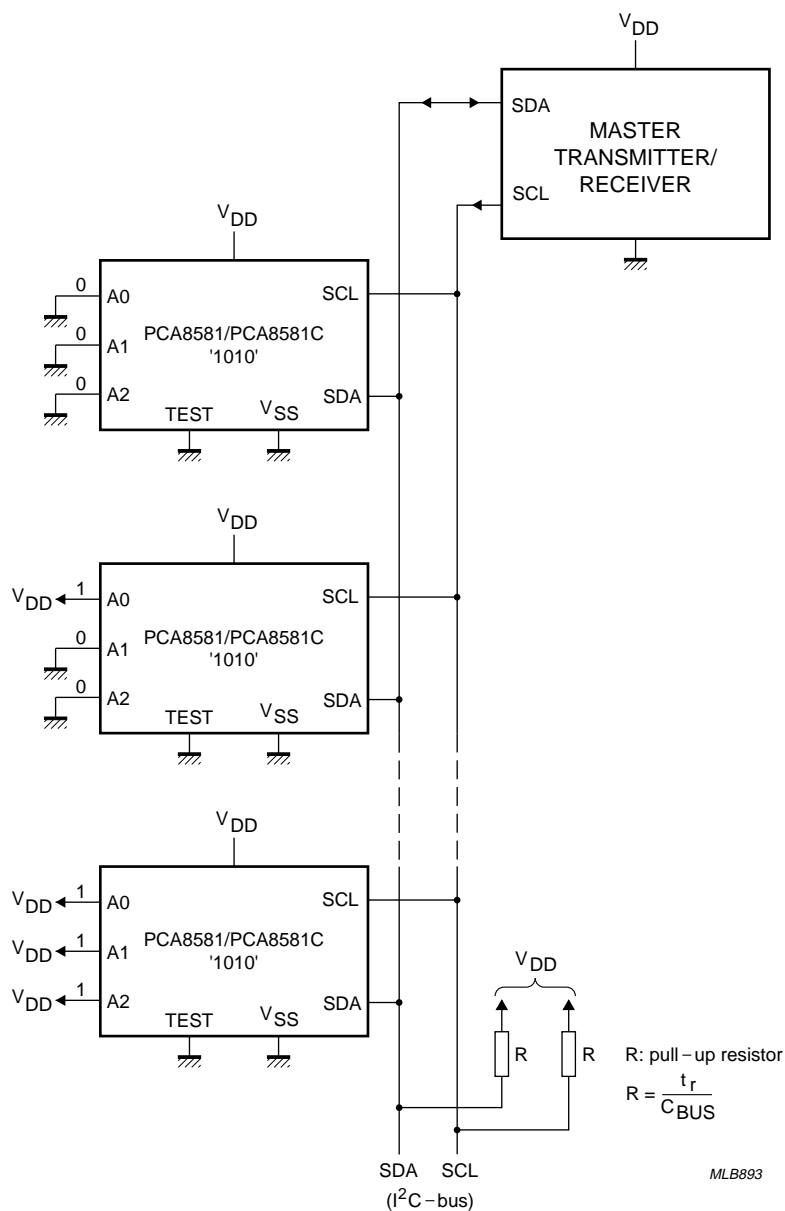 VDD
SDA
MASTER
TRANSMITTER/
RECEIVER
SCL
VDD
0 A0
SCL
PCA8581/PCA8581C
'1010'
0 A1
0 A2
SDA
TEST VSS
VDD
VDD 1 A0
SCL
PCA8581/PCA8581C
'1010'
0 A1
0 A2
SDA
TEST VSS
VDD
VDD 1 A0
SCL
PCA8581/PCA8581C
'1010'
VDD 1 A1
VDD 1 A2
SDA
TEST VSS
VDD
R R
R: pull-up resistor
R = tr / CBUS
SDA SCL
(I²C-bus)
MLB893